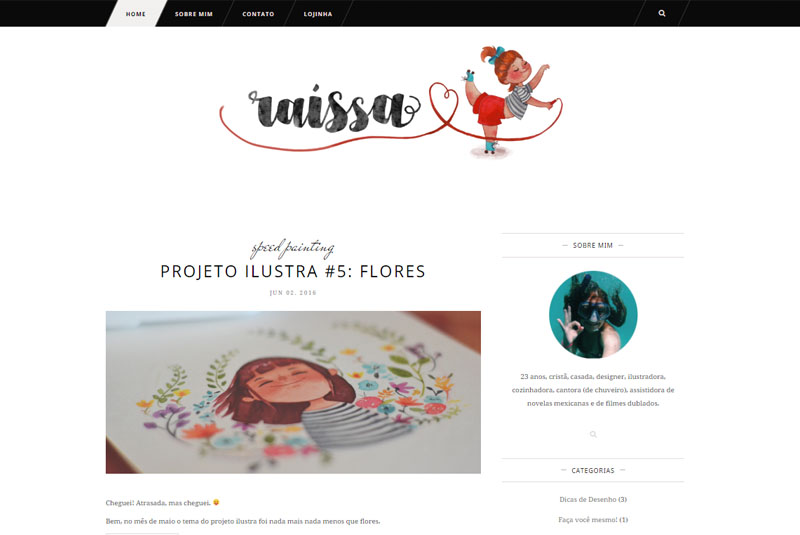 HOME SOBRE MIM CONTATO LOJINHA
raissa
speed painting
PROJETO ILUSTRA #5: FLORES
JUN 02, 2016
Cheguei! Atrasada, mas cheguei. 😛
Bem, no mês de maio o tema do projeto ilustra foi nada mais nada menos que flores.
SOBRE MIM
23 anos, cristã, casada, designer, ilustradora,
cozinhadora, cantora (de chuveiro), assistidora de
novelas mexicanas e de filmes dublados.
CATEGORIAS
Dicas de Desenho (3)
Faça você mesmo! (1)